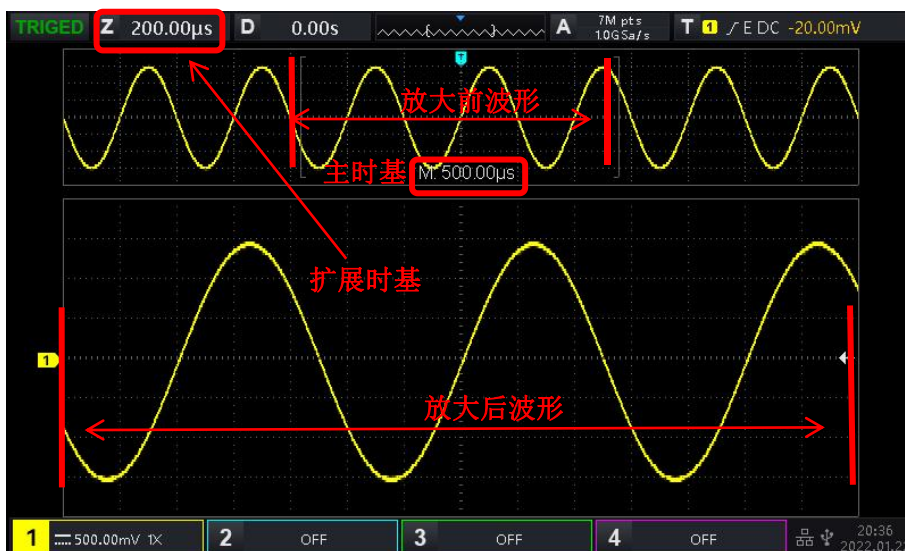 TRIGED Z 200.00μs D 0.00s A 7M pts 1.0GSa/s T 1 E DC -20.00mV
T
放大前波形
主时基 M: 500.00μs
扩展时基
1
放大后波形
1 500.00mV 1X 2 OFF 3 OFF 4 OFF 20:36